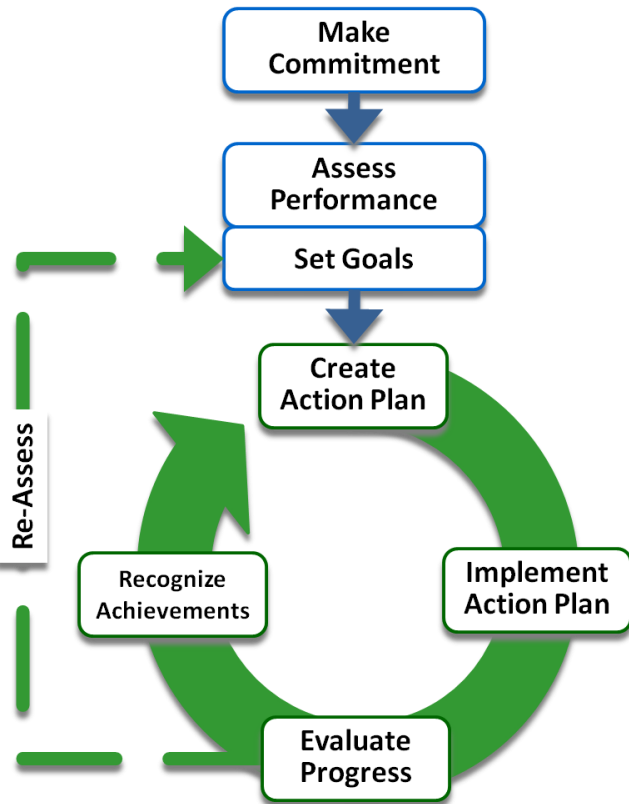 Make
Commitment
Assess
Performance
Set Goals
Create
Action Plan
Re-Assess
Recognize
Achievements
Implement
Action Plan
Evaluate
Progress